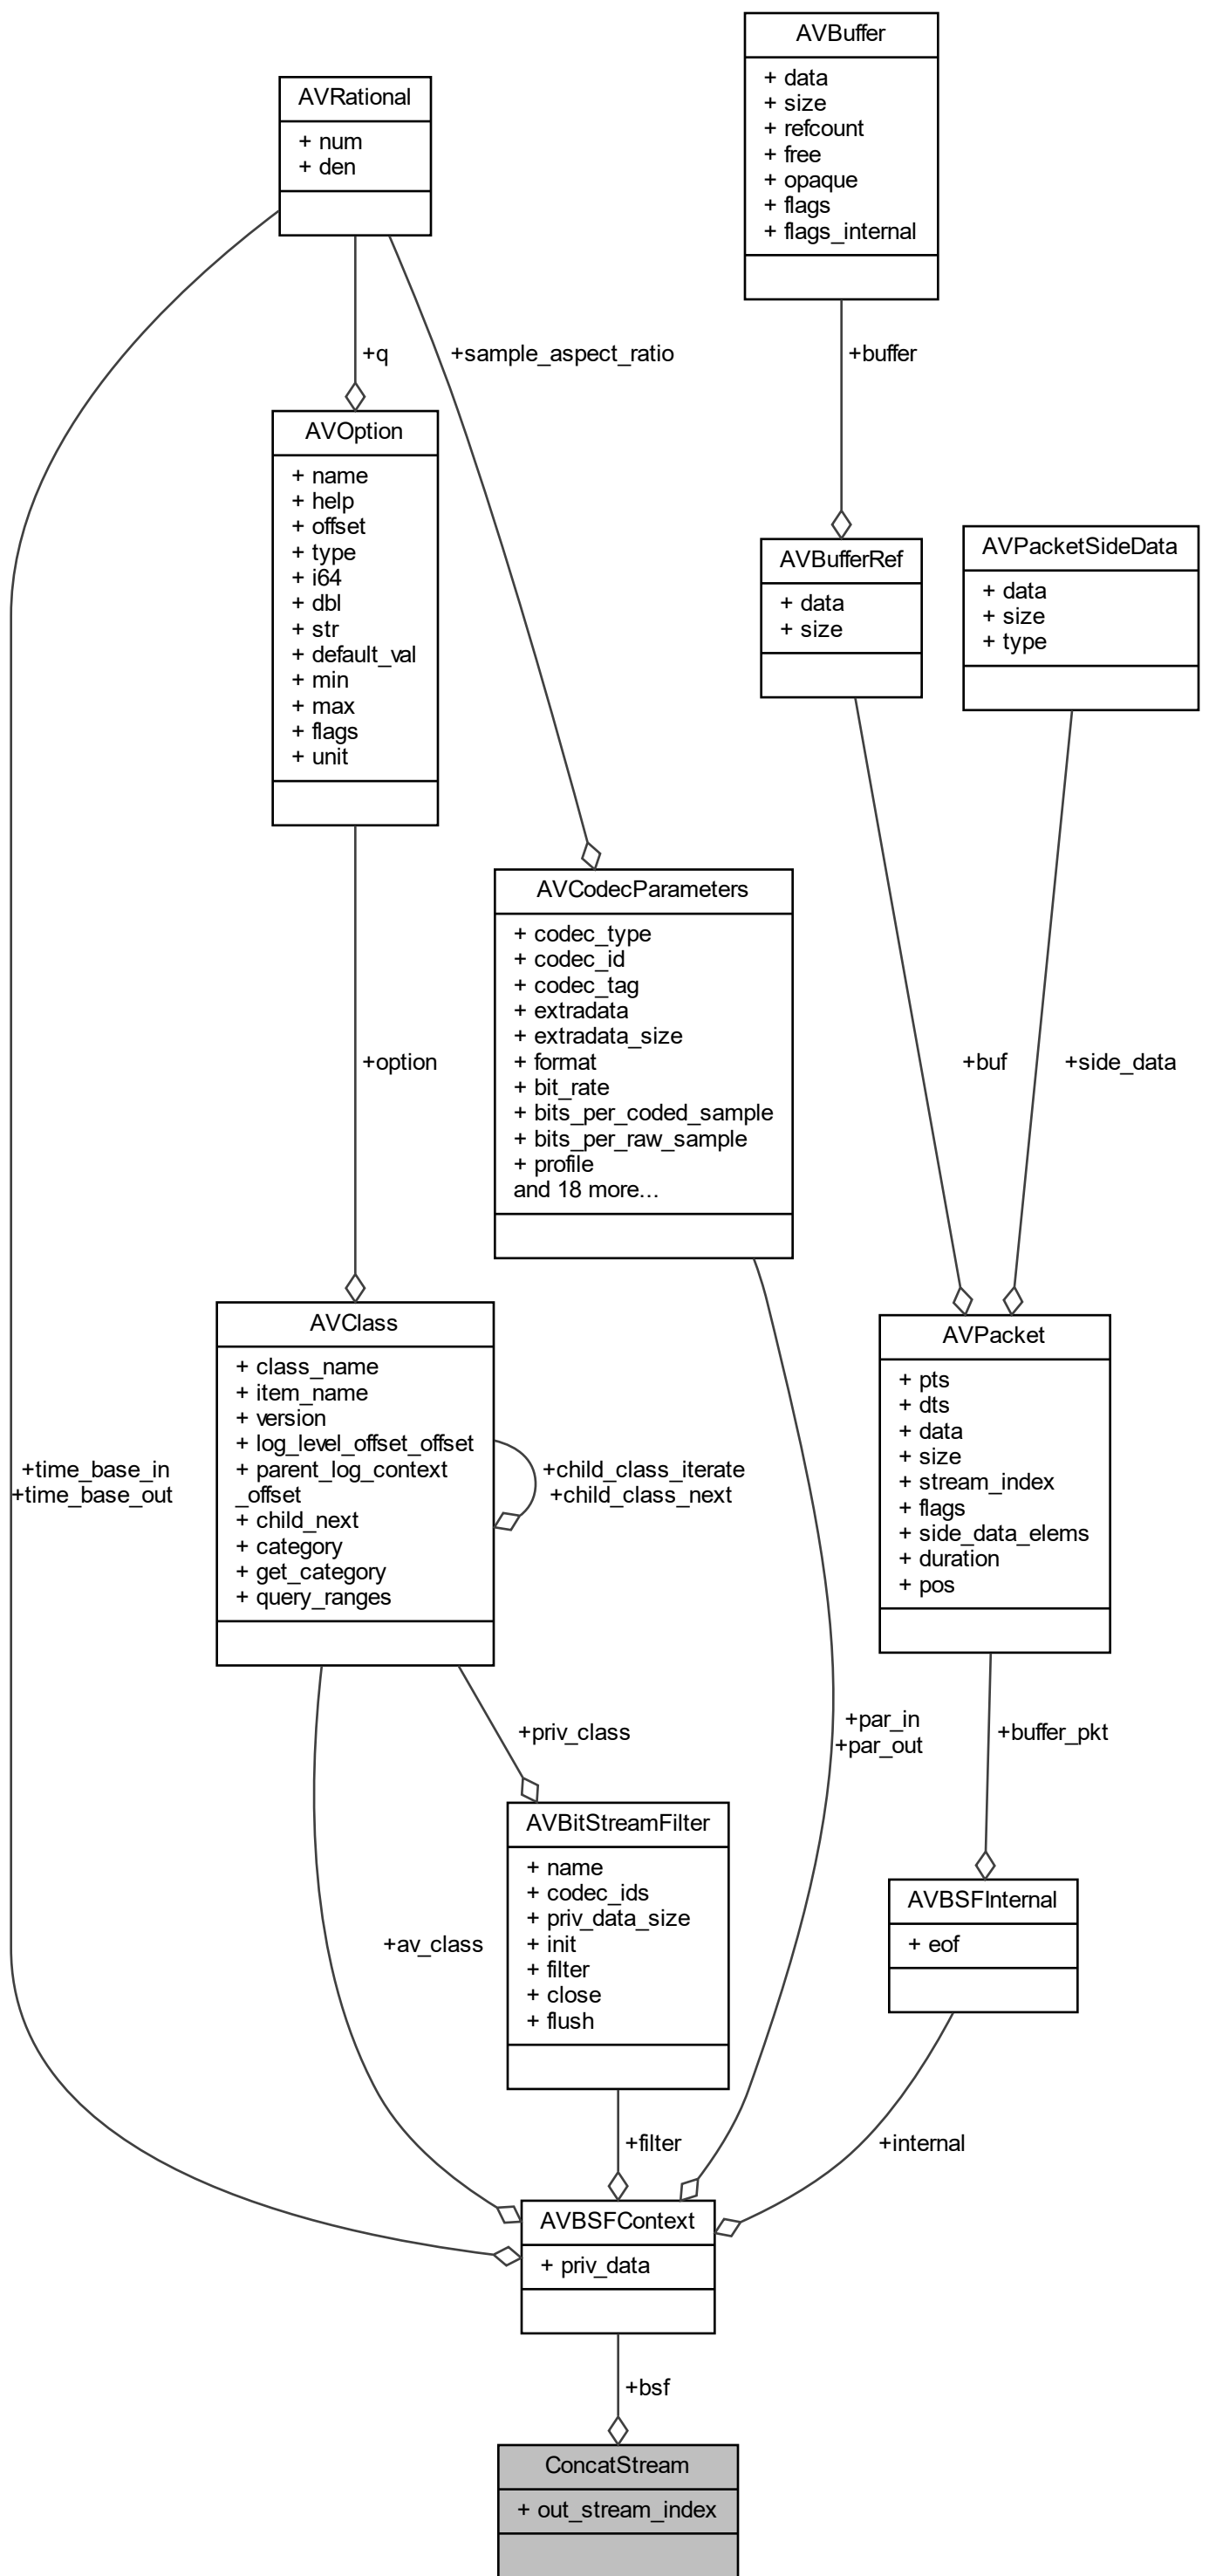 AVBuffer
+ data
+ size
+ refcount
+ free
+ opaque
+ flags
+ flags_internal
AVRational
+ num
+ den
+q
+sample_aspect_ratio
+buffer
AVOption
+ name
+ help
+ offset
+ type
+ i64
+ dbl
+ str
+ default_val
+ min
+ max
+ flags
+ unit
AVBufferRef
+ data
+ size
AVPacketSideData
+ data
+ size
+ type
AVCodecParameters
+ codec_type
+ codec_id
+ codec_tag
+ extradata
+ extradata_size
+ format
+ bit_rate
+ bits_per_coded_sample
+ bits_per_raw_sample
+ profile
and 18 more...
+option
+buf
+side_data
AVClass
+ class_name
+ item_name
+ version
+ log_level_offset_offset
+ parent_log_context
_offset
+ child_next
+ category
+ get_category
+ query_ranges
+child_class_iterate
+child_class_next
AVPacket
+ pts
+ dts
+ data
+ size
+ stream_index
+ flags
+ side_data_elems
+ duration
+ pos
+time_base_in
+time_base_out
+priv_class
+par_in
+par_out
+buffer_pkt
AVBitStreamFilter
+ name
+ codec_ids
+ priv_data_size
+ init
+ filter
+ close
+ flush
AVBSFInternal
+ eof
+av_class
+filter
+internal
AVBSFContext
+ priv_data
+bsf
ConcatStream
+ out_stream_index